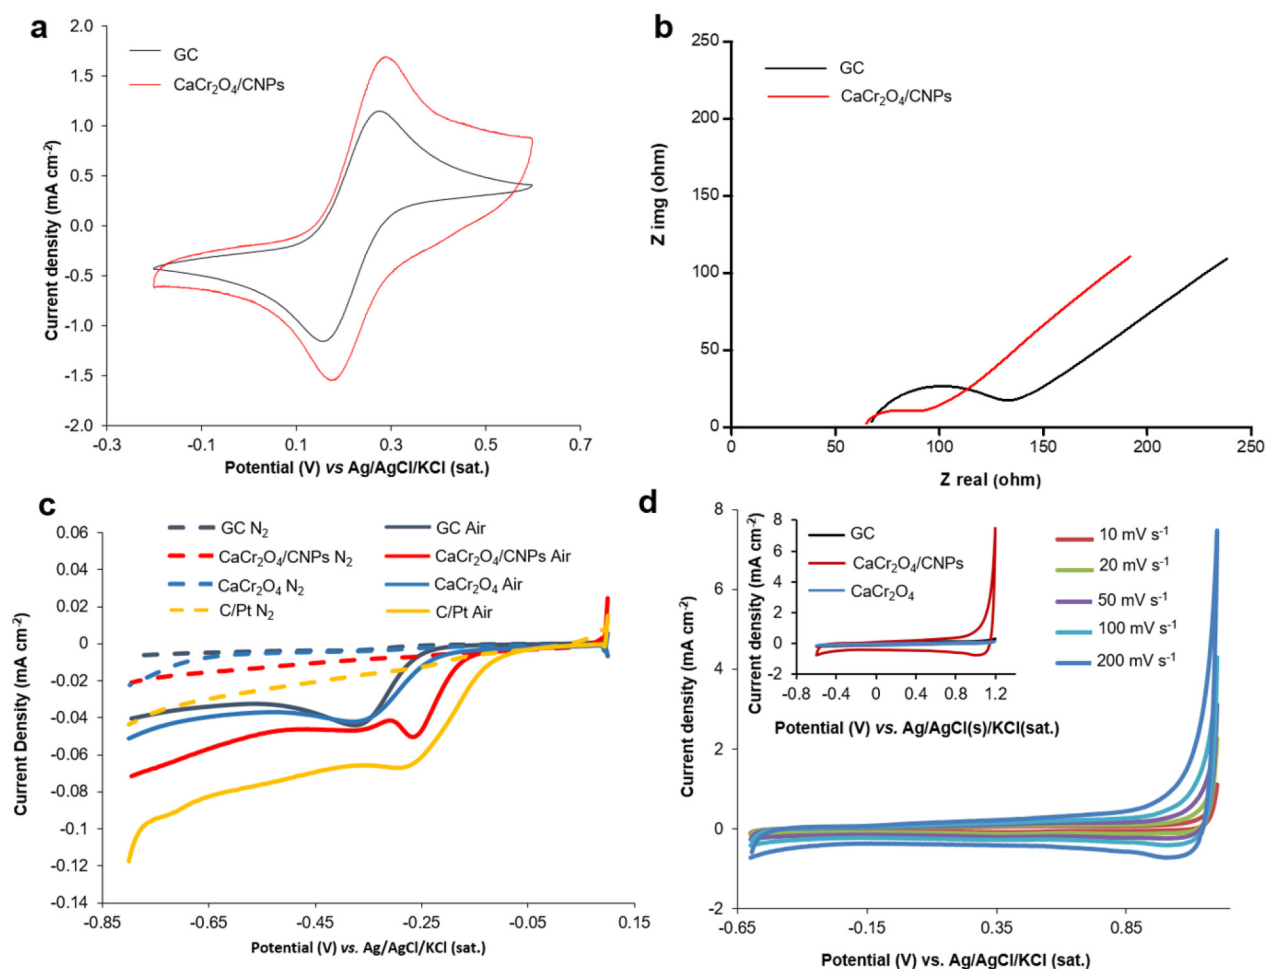 a
2.0
1.5
1.0
0.5
0.0
-0.5
-1.0
-1.5
-2.0
GC
CaCr₂O₄/CNPs
Current density (mA cm⁻²)
-0.3
-0.1
0.1
0.3
0.5
0.7
Potential (V) vs Ag/AgCl/KCl (sat.)
b
250
200
150
100
50
0
GC
CaCr₂O₄/CNPs
Z img (ohm)
0
50
100
150
200
250
Z real (ohm)
c
0.06
0.04
0.02
0
-0.02
-0.04
-0.06
-0.08
-0.1
-0.12
-0.14
GC N₂
CaCr₂O₄/CNPs N₂
CaCr₂O₄ N₂
C/Pt N₂
GC Air
CaCr₂O₄/CNPs Air
CaCr₂O₄ Air
C/Pt Air
Current Density (mA cm⁻²)
-0.85
-0.65
-0.45
-0.25
-0.05
0.15
Potential (V) vs. Ag/AgCl/KCl (sat.)
d
8
6
4
2
0
-2
Current density (mA cm⁻²)
8
6
4
2
0
-2
Current density (mA cm⁻²)
GC
CaCr₂O₄/CNPs
CaCr₂O₄
-0.8
-0.4
0
0.4
0.8
1.2
Potential (V) vs. Ag/AgCl(s)/KCl(sat.)
10 mV s⁻¹
20 mV s⁻¹
50 mV s⁻¹
100 mV s⁻¹
200 mV s⁻¹
-0.65
-0.15
0.35
0.85
Potential (V) vs. Ag/AgCl/KCl (sat.)